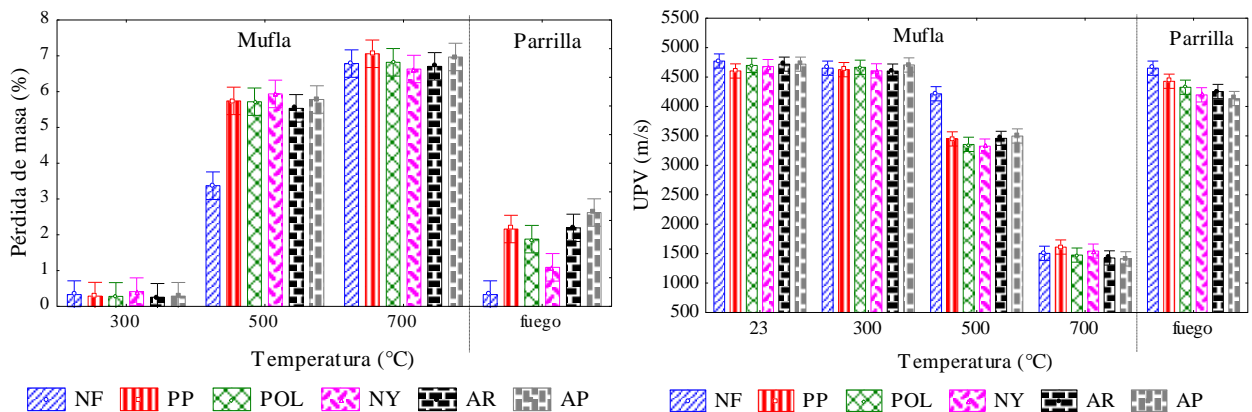 Mufla
Parrilla
Pérdida de masa (%)
8
7
6
5
4
3
2
1
0
300
500
700
fuego
Temperatura (°C)
NF
PP
POL
NY
AR
AP
Mufla
Parrilla
UPV (m/s)
5500
5000
4500
4000
3500
3000
2500
2000
1500
1000
500
23
300
500
700
fuego
Temperatura (°C)
NF
PP
POL
NY
AR
AP